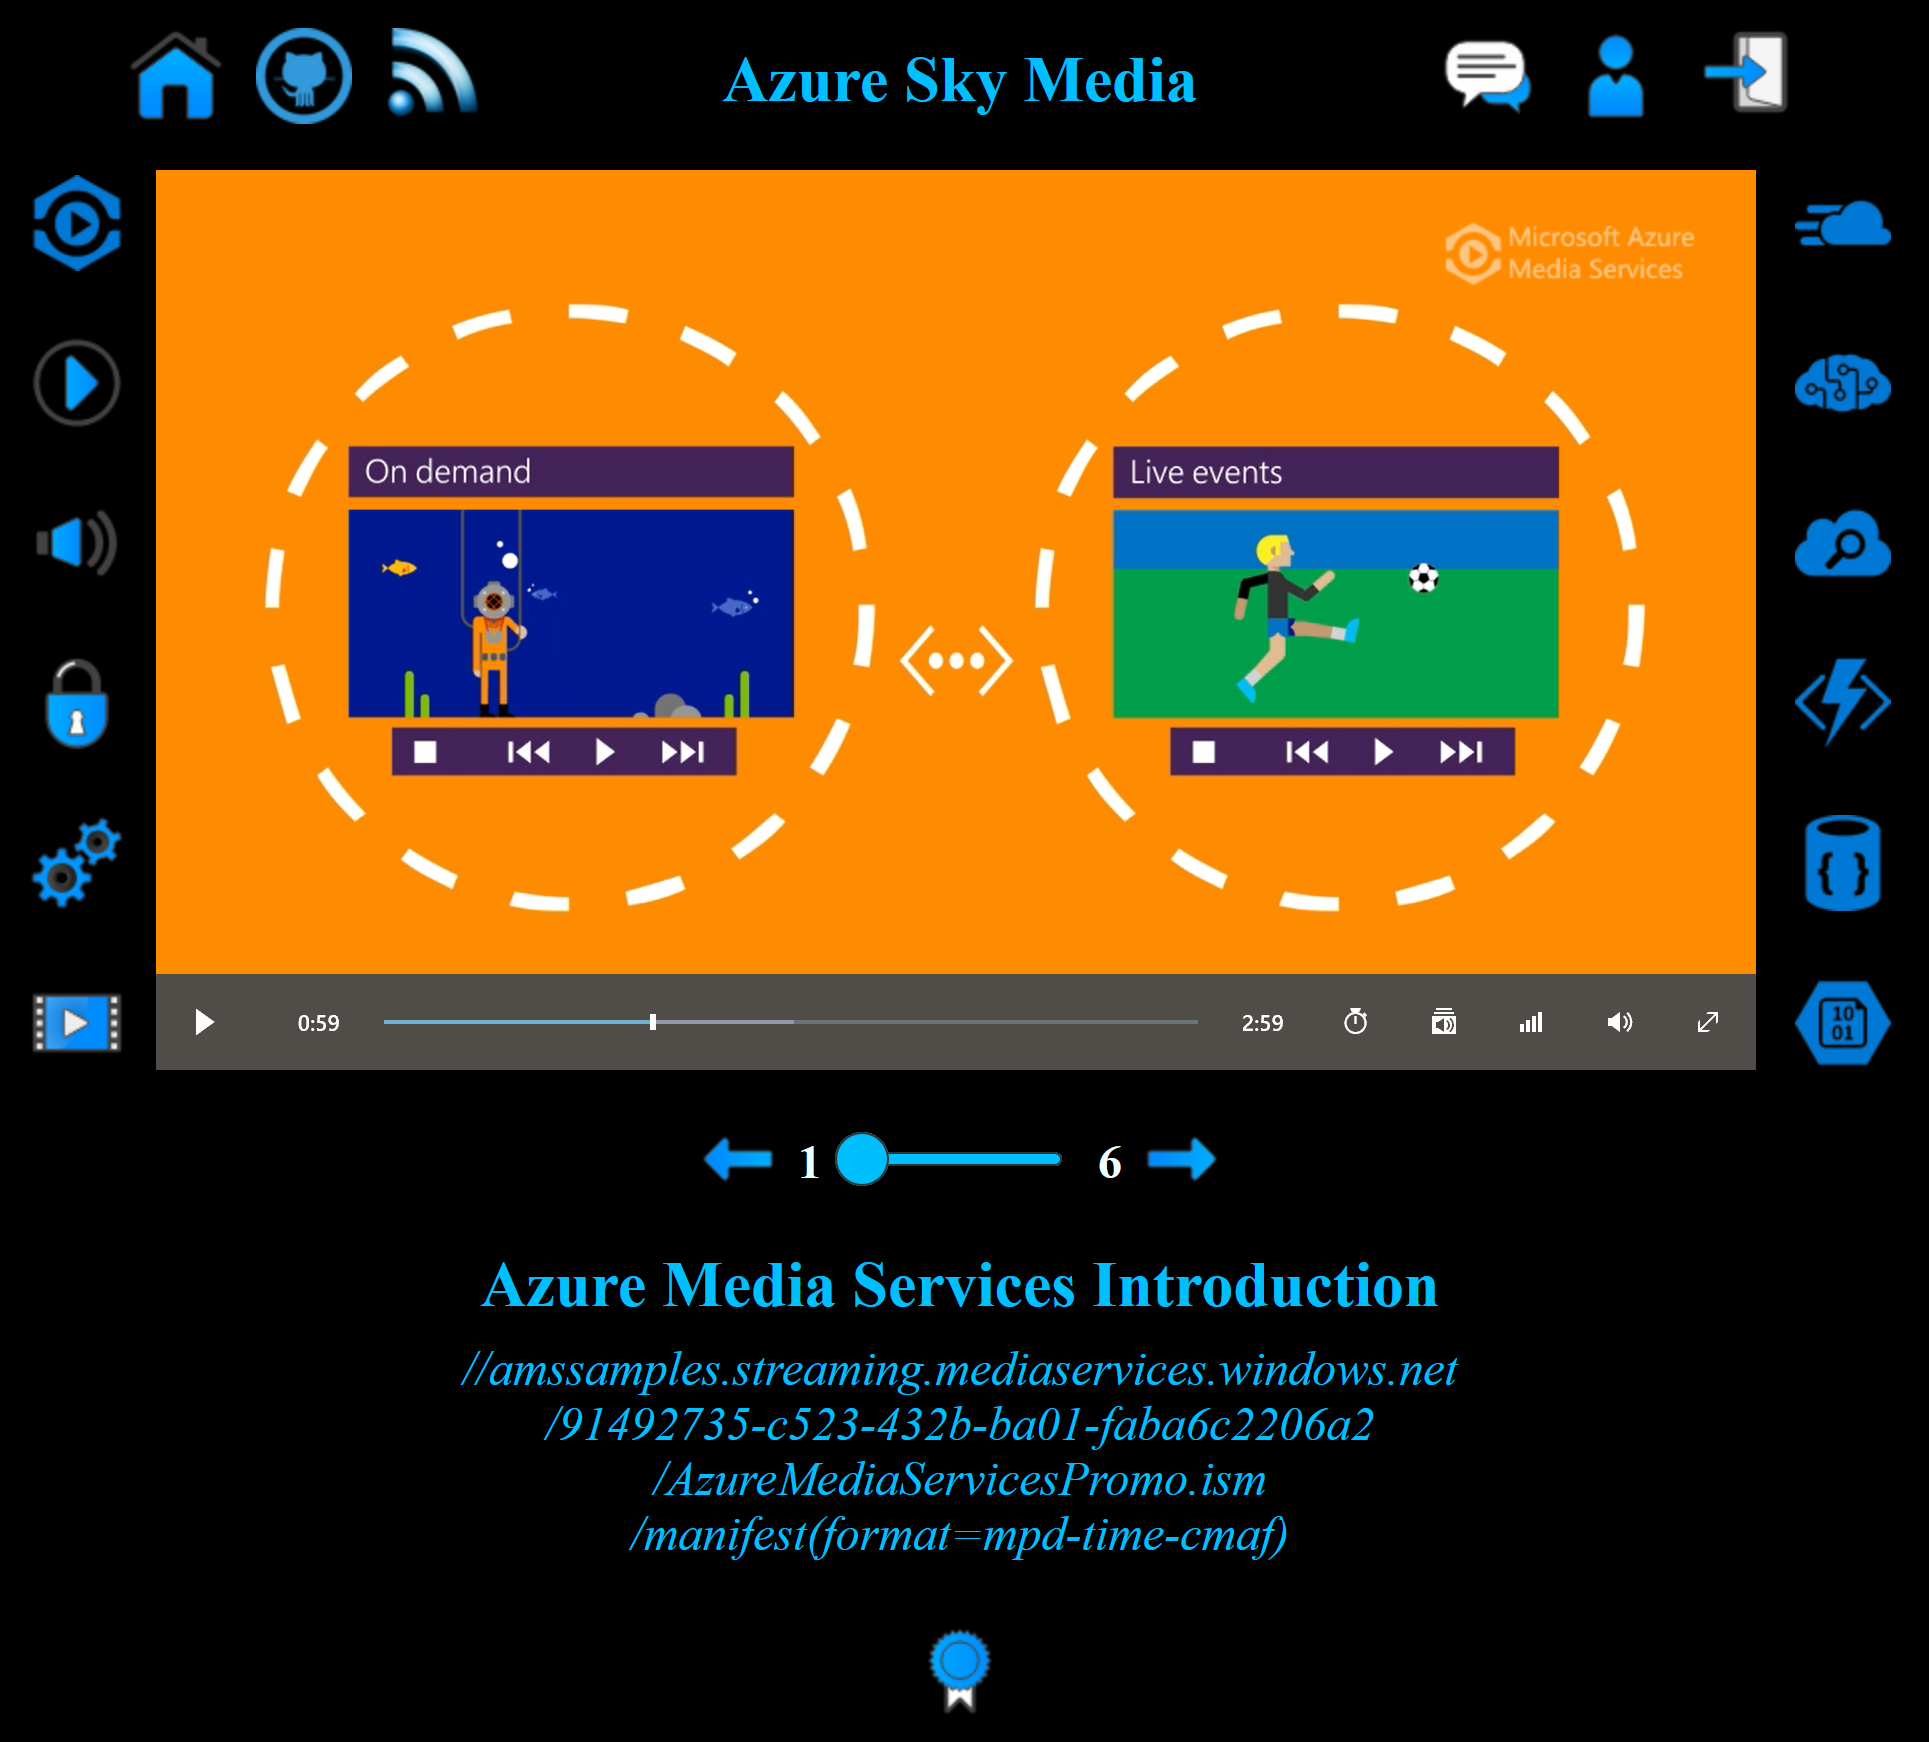 Azure Sky Media
Microsoft Azure
Media Services
On demand
Live events
0:59
2:59
10
01
1
6
Azure Media Services Introduction
//amssamples.streaming.mediaservices.windows.net
/91492735-c523-432b-ba01-faba6c2206a2
/AzureMediaServicesPromo.ism
/manifest(format=mpd-time-cmaf)